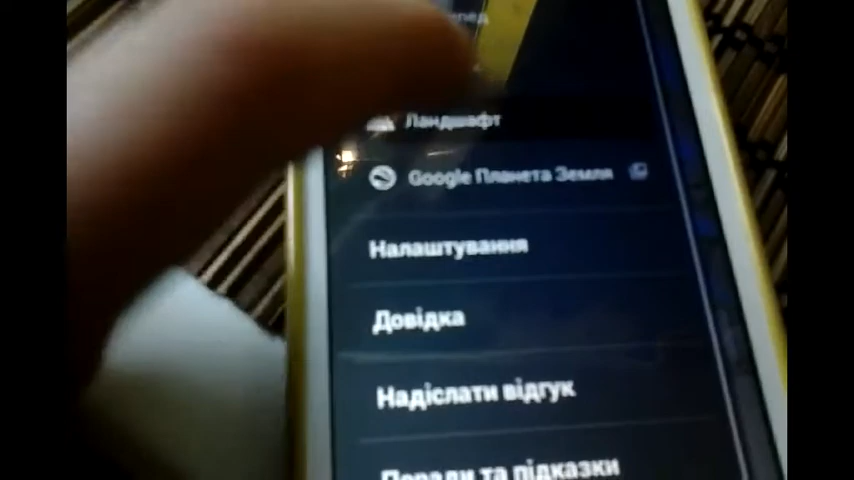 Ландшафт
Google Планета Земля
Налаштування
Довідка
Надіслати відгук
Поради та підказки